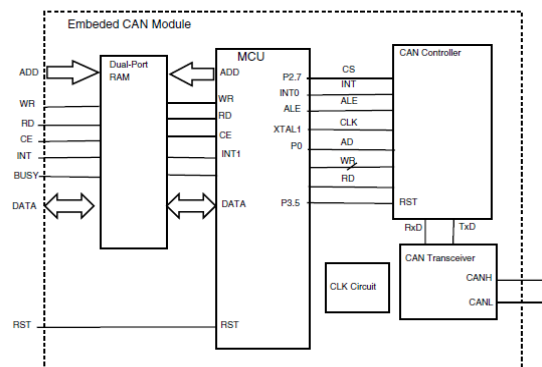 Embeded CAN Module
ADD
WR
RD
CE
INT
BUSY
DATA
RST
Dual-Port
RAM
MCU
ADD
WR
RD
CE
INT1
DATA
RST
P2.7
INT0
ALE
XTAL1
P0
P3.5
CS
INT
ALE
CLK
AD
WR
RD
CAN Controller
RST
RxD
TxD
CAN Transceiver
CANH
CANL
CLK Circuit